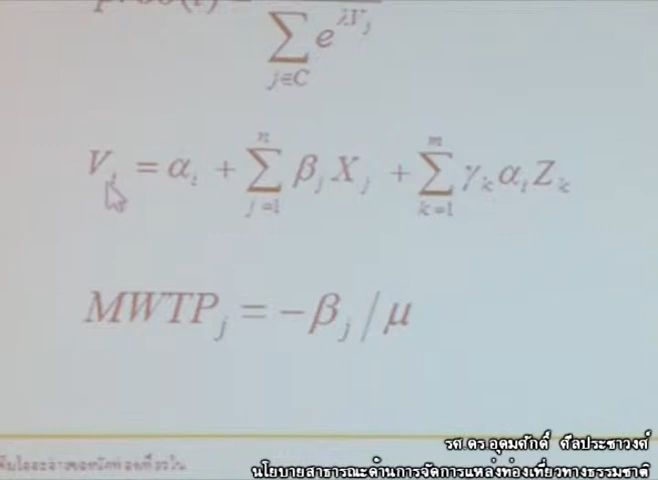 ∑ e^{λV_j}
j∈C
V_i = α_i + ∑_{j=1}^{n} β_j X_j + ∑_{k=1}^{m} γ_k α_i Z_k
MWTP_j = −β_j / μ
รศ.ดร.อุดมศักดิ์ ศีลประชาวงศ์
นโยบายสาธารณะด้านการจัดการแหล่งท่องเที่ยวทางธรรมชาติ